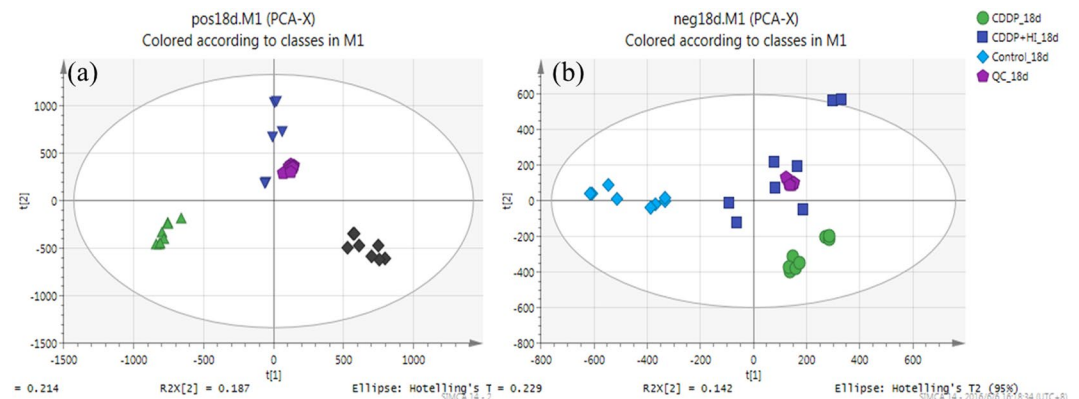 pos18d.M1 (PCA-X)
Colored according to classes in M1
(a)
1000
500
0
-500
-1000
-1500
t[2]
-1500
-1000
-500
0
500
1000
t[1]
= 0.214
R2X[2] = 0.187
Ellipse: Hotelling's T
neg18d.M1 (PCA-X)
Colored according to classes in M1
(b)
600
400
200
0
-200
-400
-600
-800
t[2]
-800
-600
-400
-200
0
200
400
600
t[1]
= 0.229
R2X[2] = 0.142
Ellipse: Hotelling's T2 (95%)
CDDP_18d
CDDP+HI_18d
Control_18d
QC_18d